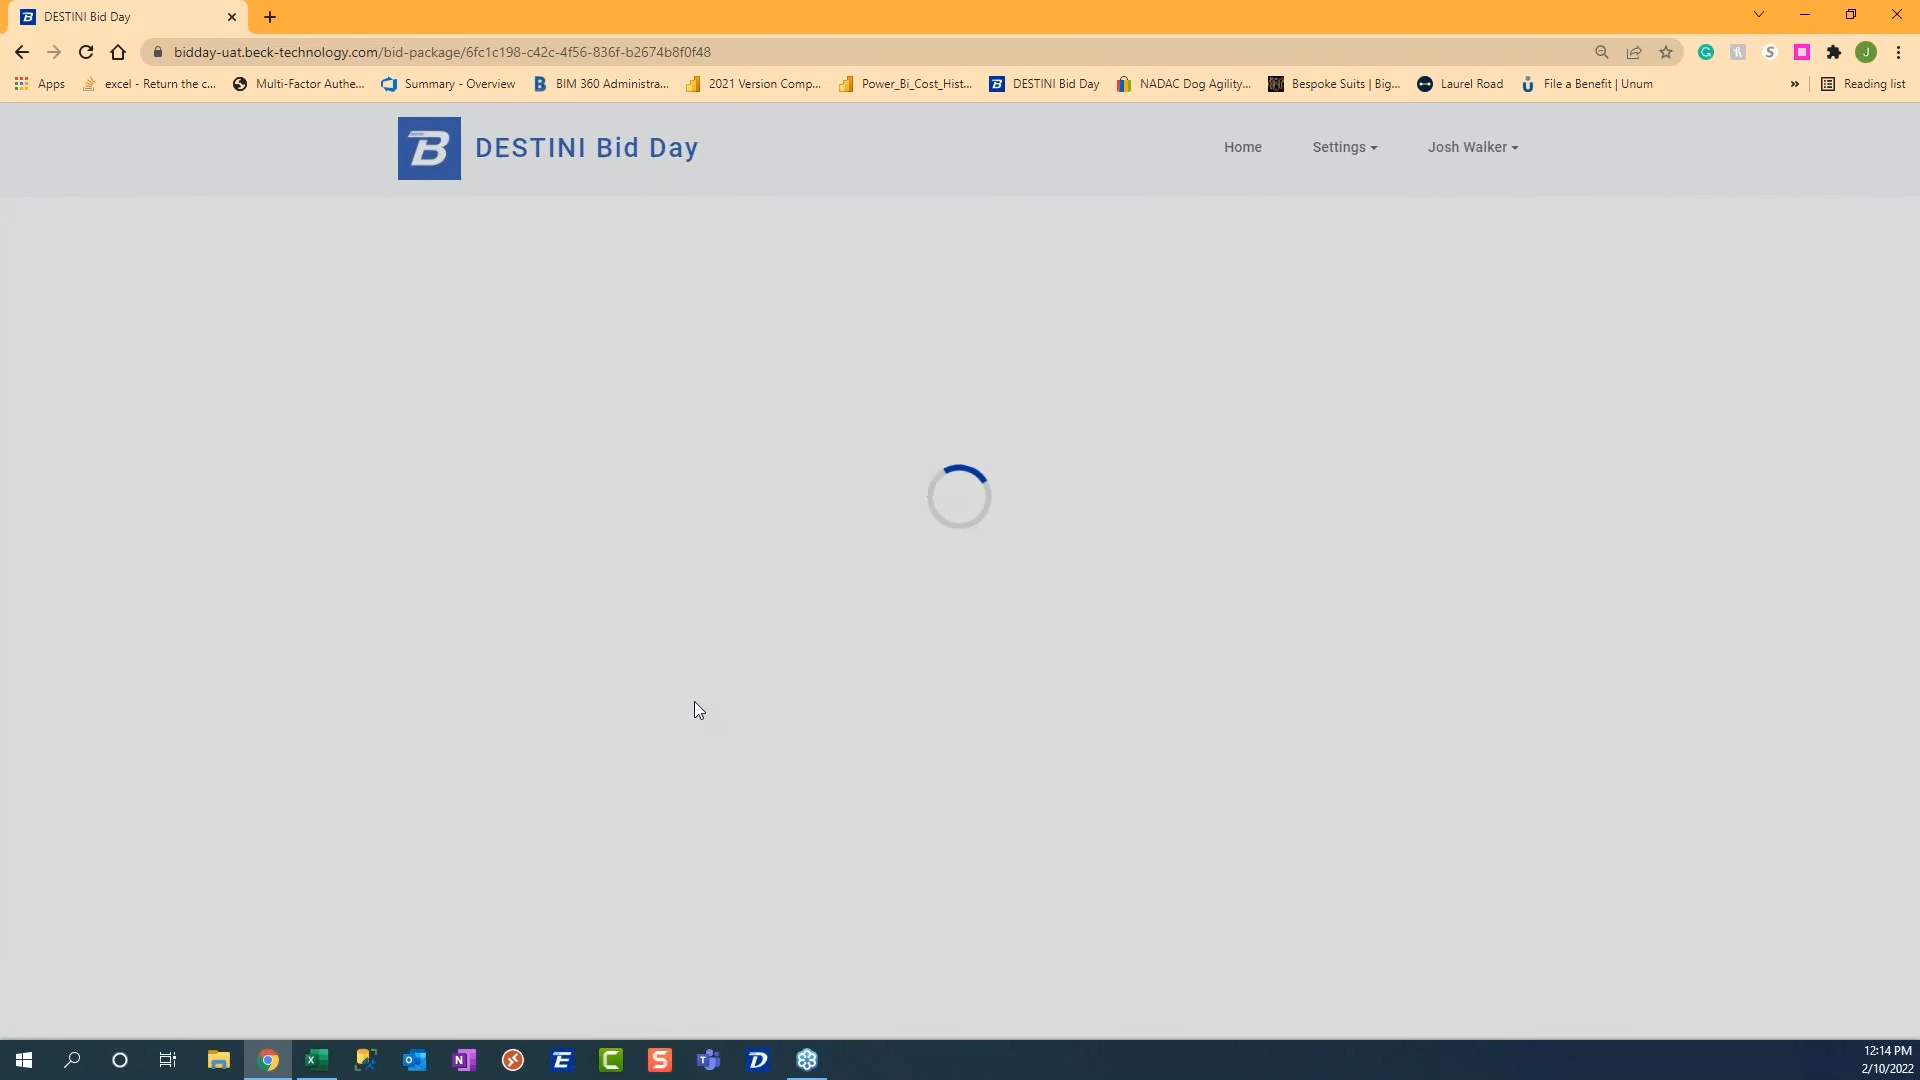 DESTINI Bid Day
bidday-uat.beck-technology.com/bid-package/6fc1c198-c42c-4f56-836f-b2674b8f0f48
Apps excel - Return the c... Multi-Factor Authe... Summary - Overview BIM 360 Administra... 2021 Version Comp... Power_Bi_Cost_Hist... DESTINI Bid Day NADAC Dog Agility... Bespoke Suits | Big... Laurel Road File a Benefit | Unum » Reading list
DESTINI Bid Day Home Settings Josh Walker
12:14 PM
2/10/2022